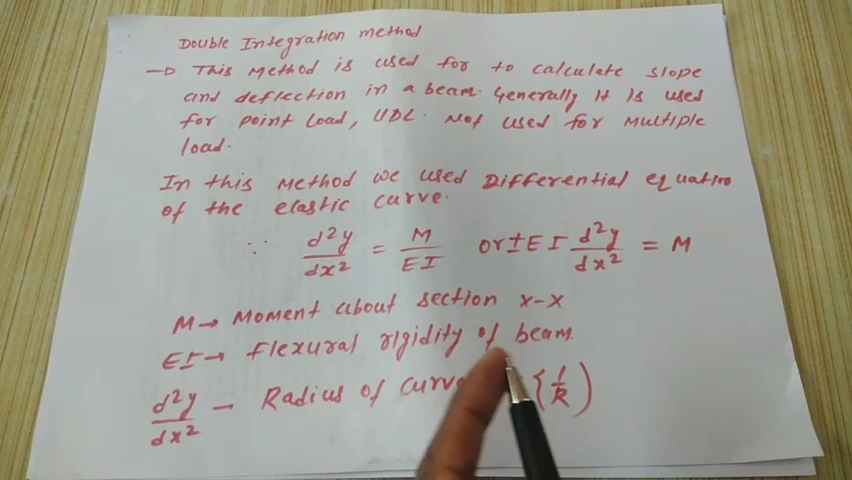 Double Integration method
→ This method is used for to calculate slope
and deflection in a beam. Generally it is used
for point load, UDL. Not used for multiple
load.
In this method we used Differential equation
of the elastic curve.
∵ d²y/dx² = M/EI or ± EI d²y/dx² = M
M → Moment about section x-x
EI → flexural rigidity of beam.
d²y/dx² – Radius of {1/R)